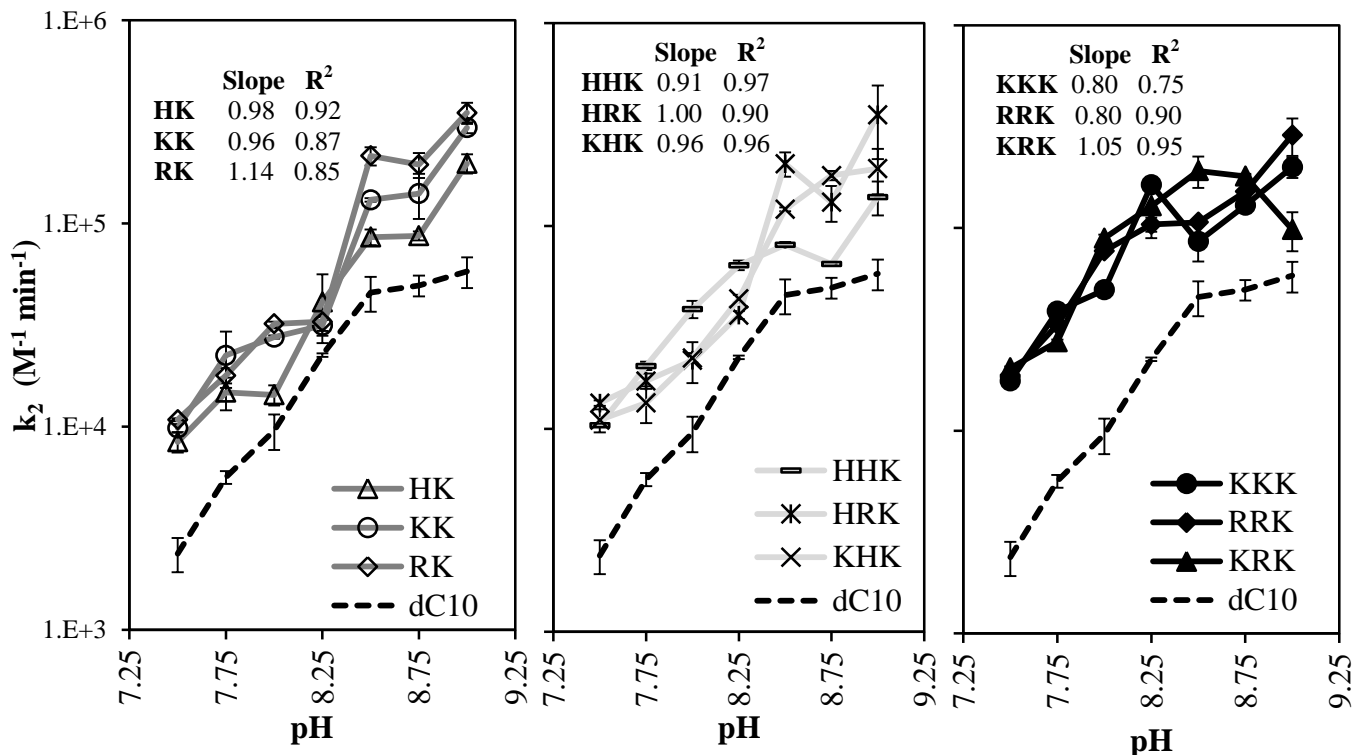 1.E+6
1.E+5
1.E+4
1.E+3
k2 (M-1 min-1)
Slope R2
HK 0.98 0.92
KK 0.96 0.87
RK 1.14 0.85
HK
KK
RK
dC10
7.25 7.75 8.25 8.75 9.25
pH
Slope R2
HHK 0.91 0.97
HRK 1.00 0.90
KHK 0.96 0.96
HHK
HRK
KHK
dC10
7.25 7.75 8.25 8.75 9.25
pH
Slope R2
KKK 0.80 0.75
RRK 0.80 0.90
KRK 1.05 0.95
KKK
RRK
KRK
dC10
7.25 7.75 8.25 8.75 9.25
pH